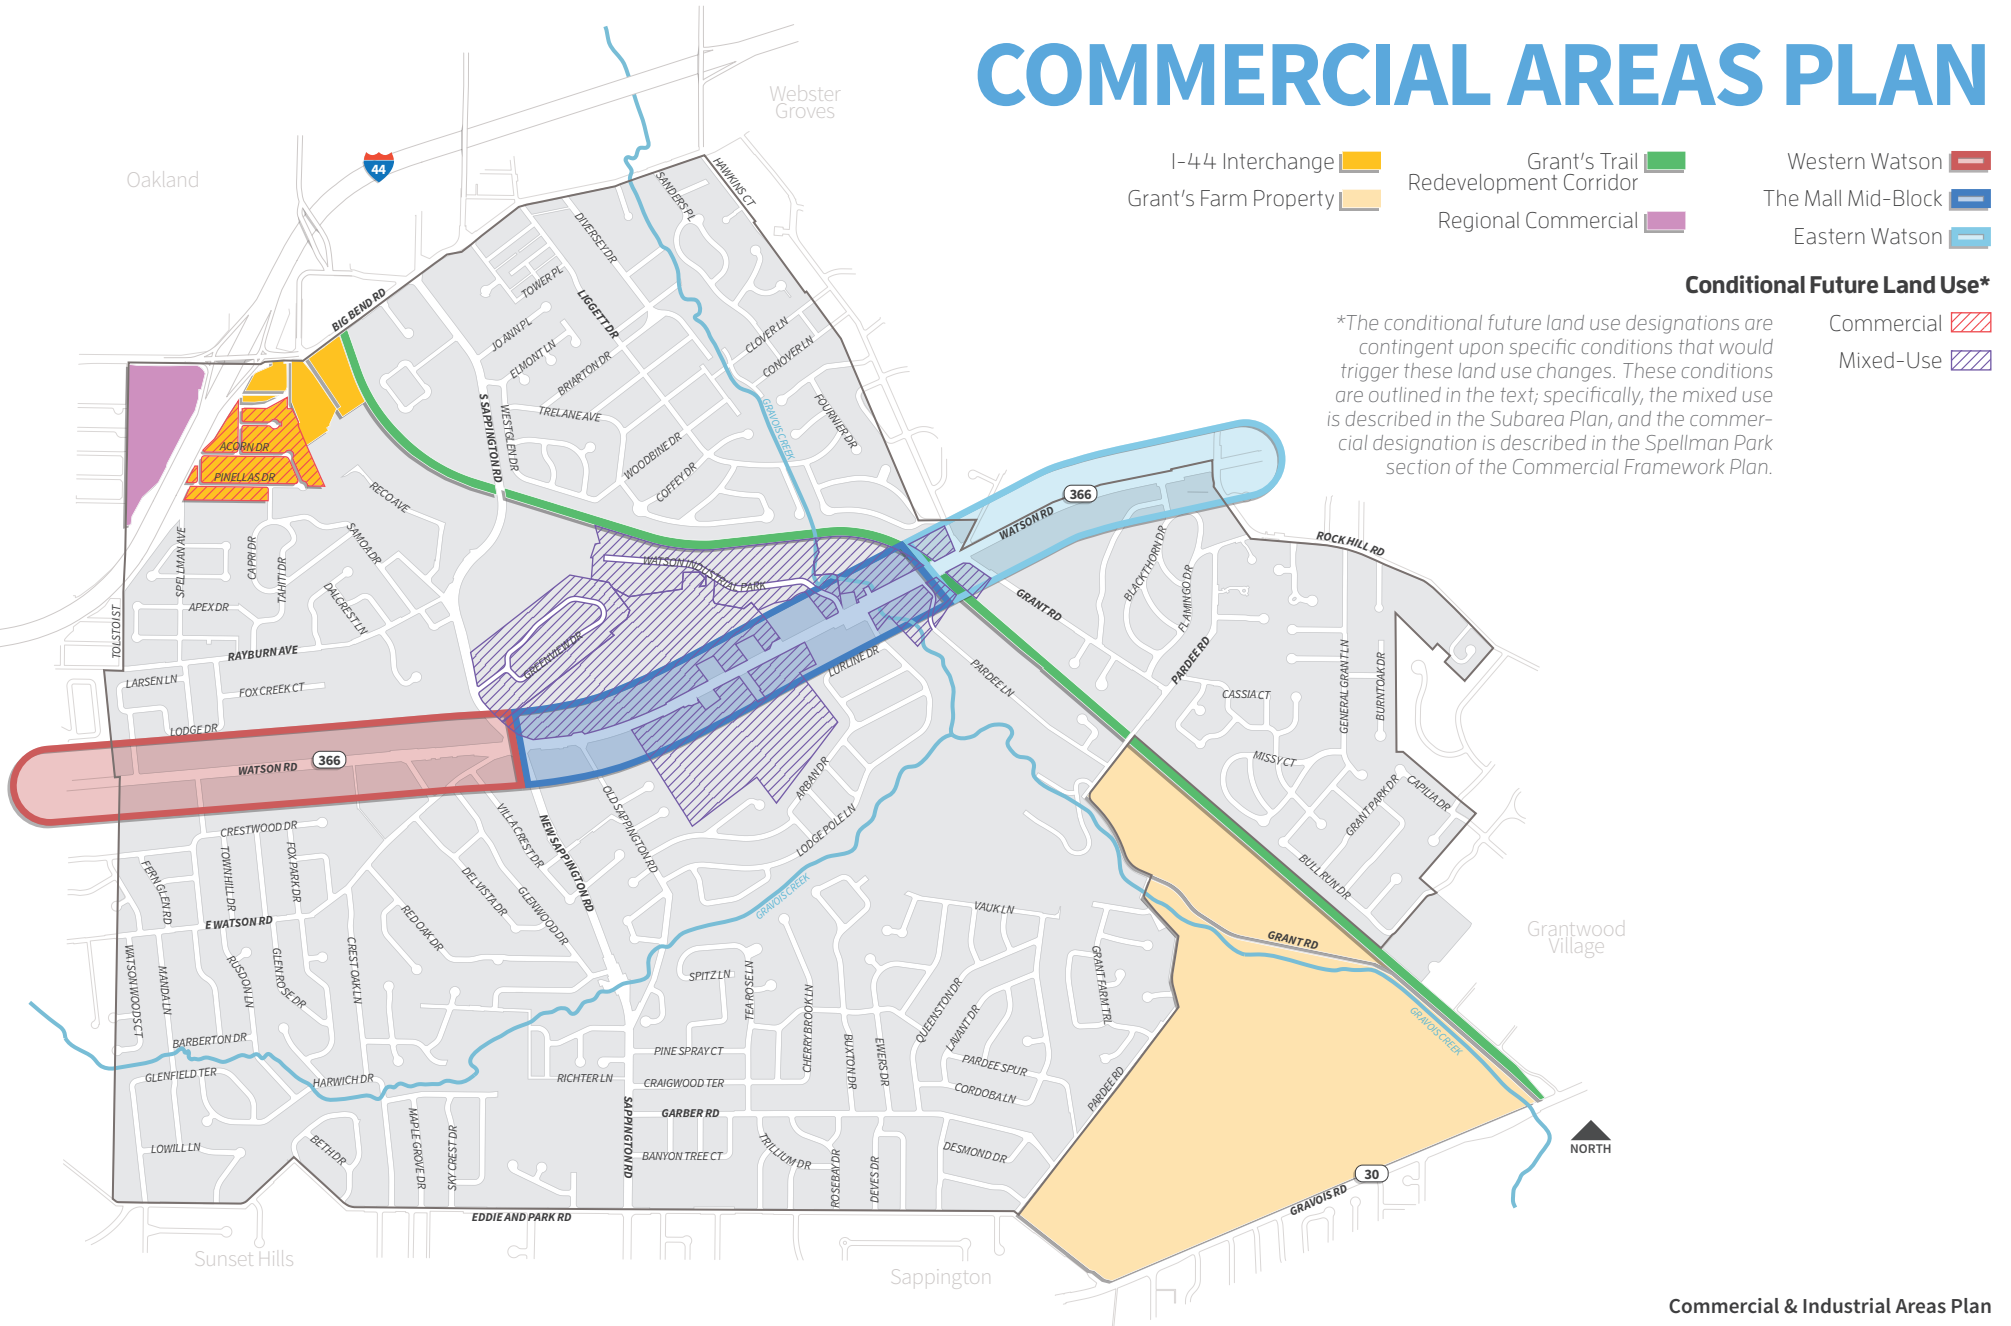 COMMERCIAL AREAS PLAN
I-44 Interchange
Grant's Farm Property
Grant's Trail
Redevelopment Corridor
Regional Commercial
Western Watson
The Mall Mid-Block
Eastern Watson
Conditional Future Land Use*
Commercial
Mixed-Use
*The conditional future land use designations are
contingent upon specific conditions that would
trigger these land use changes. These conditions
are outlined in the text; specifically, the mixed use
is described in the Subarea Plan, and the commer-
cial designation is described in the Spellman Park
section of the Commercial Framework Plan.
Webster
Groves
Oakland
44
HAWKINS CT
SANDERS PL
DIVERSEY DR
TOWER PL
LIGGETT DR
BIG BEND RD
JO ANN PL
ELMONT LN
BRIARTON DR
CLOVER LN
CONOVER LN
S SAPPINGTON RD
WESTGLEN DR
TRELANE AVE
GRAVOIS CREEK
FOURNIER DR
WOODBINE DR
COFFEY DR
ACORN DR
PINELLAS DR
RECO AVE
SAMOA DR
SPELLMAN AVE
CAPRI DR
TAHITI DR
DALCREST LN
APEX DR
TOLSTOI ST
RAYBURN AVE
LARSEN LN
FOX CREEK CT
LODGE DR
WATSON RD
366
WATSON INDUSTRIAL PARK
GREENVIEW DR
LURLINE DR
366
WATSON RD
ROCK HILL RD
BLACKTHORN DR
FLAMINGO DR
GRANT RD
PARDEE RD
PARDEE LN
CASSIA CT
GENERAL GRANT LN
BURNT OAK DR
MISSY CT
GRANT PARK DR
CAPILIA DR
BULL RUN DR
CRESTWOOD DR
VILLA CREST DR
NEW SAPPINGTON RD
OLD SAPPINGTON RD
ARBAN DR
LODGE POLE LN
FERN GLEN RD
TOWNHILL DR
FOX PARK DR
DEL VISTA DR
GLENWOOD DR
RED OAK DR
E WATSON RD
GRAVOIS CREEK
VAUK LN
GRANT RD
Grantwood
Village
WATSON WOODS CT
MANDA LN
RUSDON LN
GLEN ROSE DR
CREST OAK LN
SPITZ LN
TEA ROSE LN
CHERRYBROOK LN
QUEENSTON DR
LAVANT DR
GRANT FARM TRL
GRAVOIS CREEK
BARBERTON DR
GLENFIELD TER
HARWICH DR
PINE SPRAY CT
RICHTER LN
CRAIGWOOD TER
BUXTON DR
EWERS DR
PARDEE SPUR
CORDOBA LN
PARDEE RD
GARBER RD
SAPPINGTON RD
LOWILL LN
BETH DR
MAPLE GROVE DR
SKY CREST DR
BANYON TREE CT
TRILLIUM DR
ROSEBAY DR
DEVES DR
DESMOND DR
NORTH
30
GRAVOIS RD
EDDIE AND PARK RD
Sunset Hills
Sappington
Commercial & Industrial Areas Plan